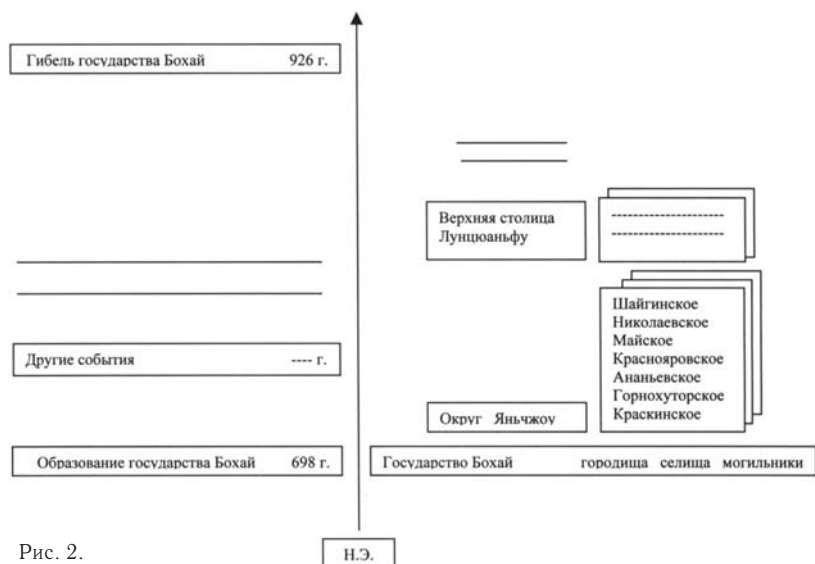 Гибель государства Бохай 926 г.
Верхняя столица
Лунцюаньфу
---------------------
---------------------
Другие события ---- г.
Шайгинское
Николаевское
Майское
Краснояровское
Ананьевское
Горнохуторское
Краскинское
Округ Яньчжоу
Образование государства Бохай 698 г.
Государство Бохай городища селища могильники
Рис. 2.
Н.Э.